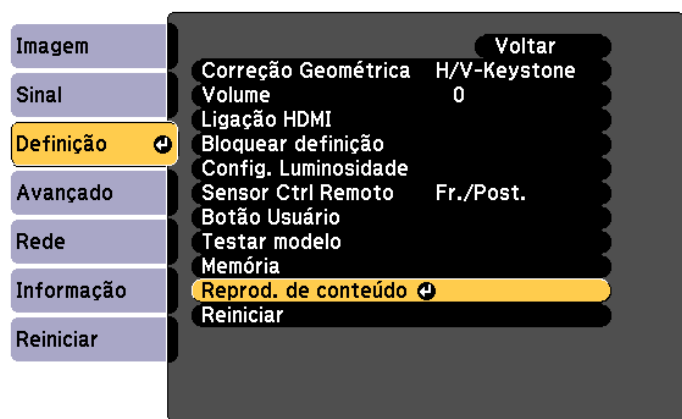 Imagem
Sinal
Definição
Avançado
Rede
Informação
Reiniciar
Voltar
Correção Geométrica H/V-Keystone
Volume 0
Ligação HDMI
Bloquear definição
Config. Luminosidade
Sensor Ctrl Remoto Fr./Post.
Botão Usuário
Testar modelo
Memória
Reprod. de conteúdo
Reiniciar